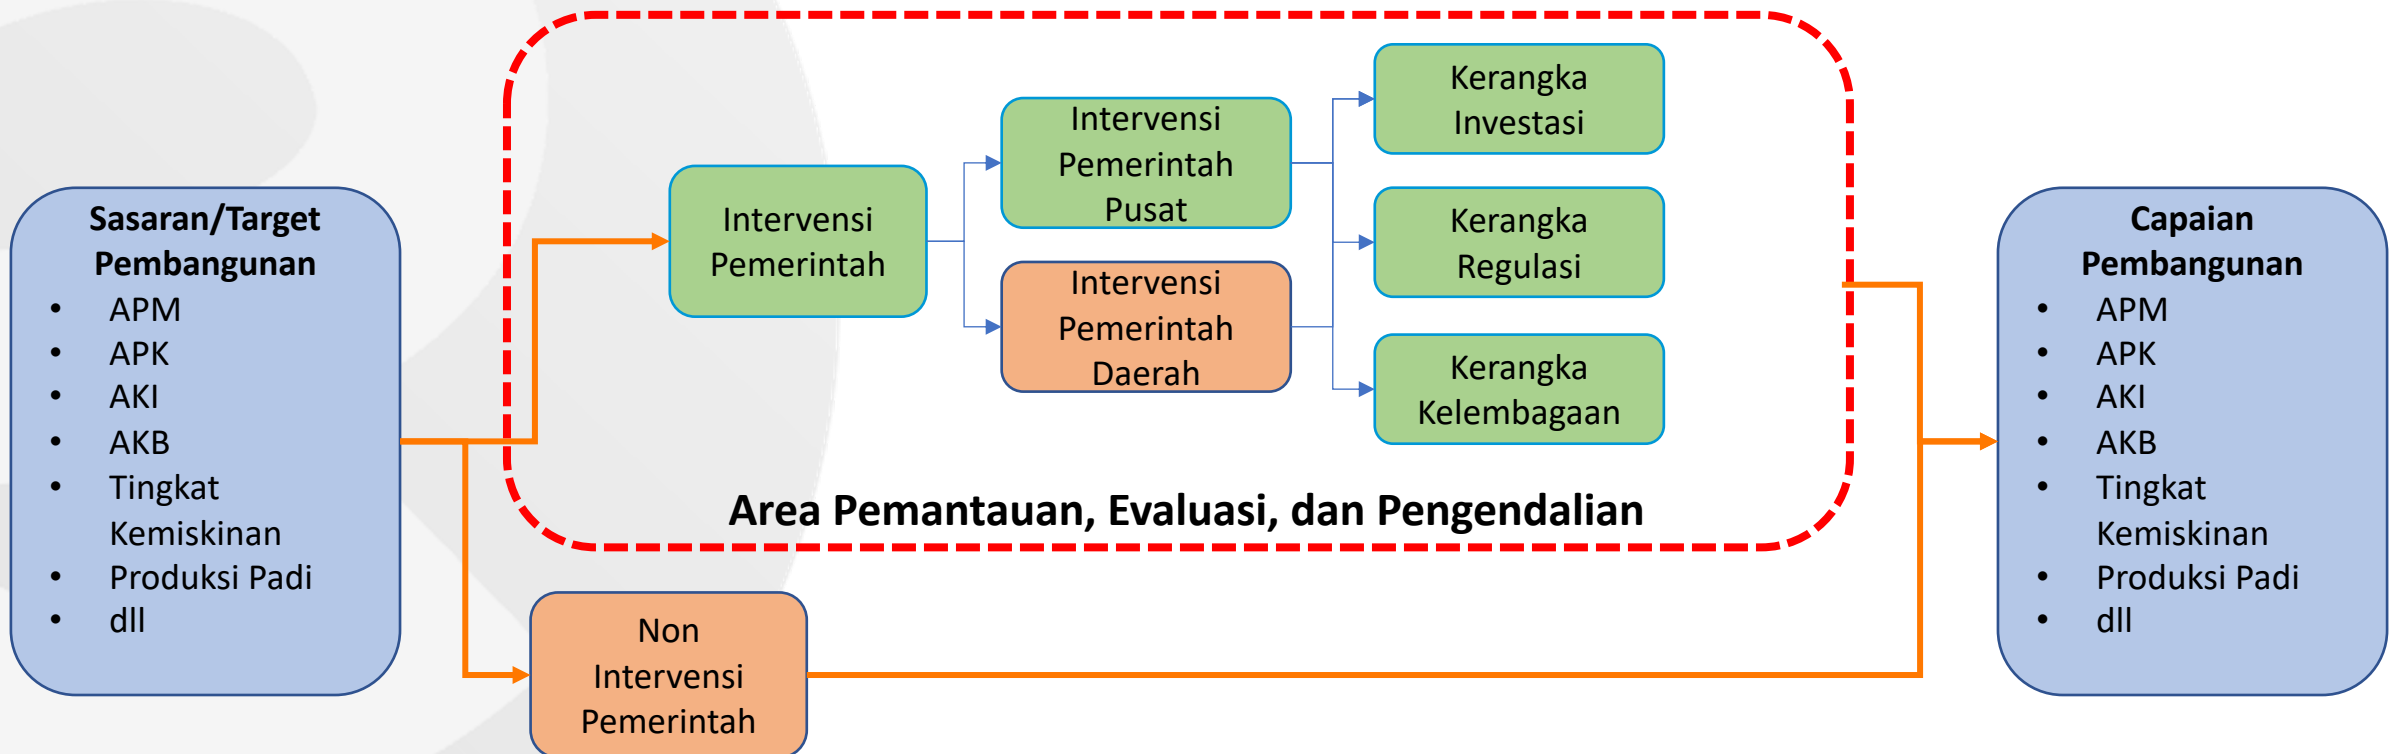 Sasaran/Target
Pembangunan
• APM
• APK
• AKI
• AKB
• Tingkat
Kemiskinan
• Produksi Padi
• dll
Intervensi
Pemerintah
Intervensi
Pemerintah
Pusat
Intervensi
Pemerintah
Daerah
Kerangka
Investasi
Kerangka
Regulasi
Kerangka
Kelembagaan
Area Pemantauan, Evaluasi, dan Pengendalian
Non
Intervensi
Pemerintah
Capaian
Pembangunan
• APM
• APK
• AKI
• AKB
• Tingkat
Kemiskinan
• Produksi Padi
• dll